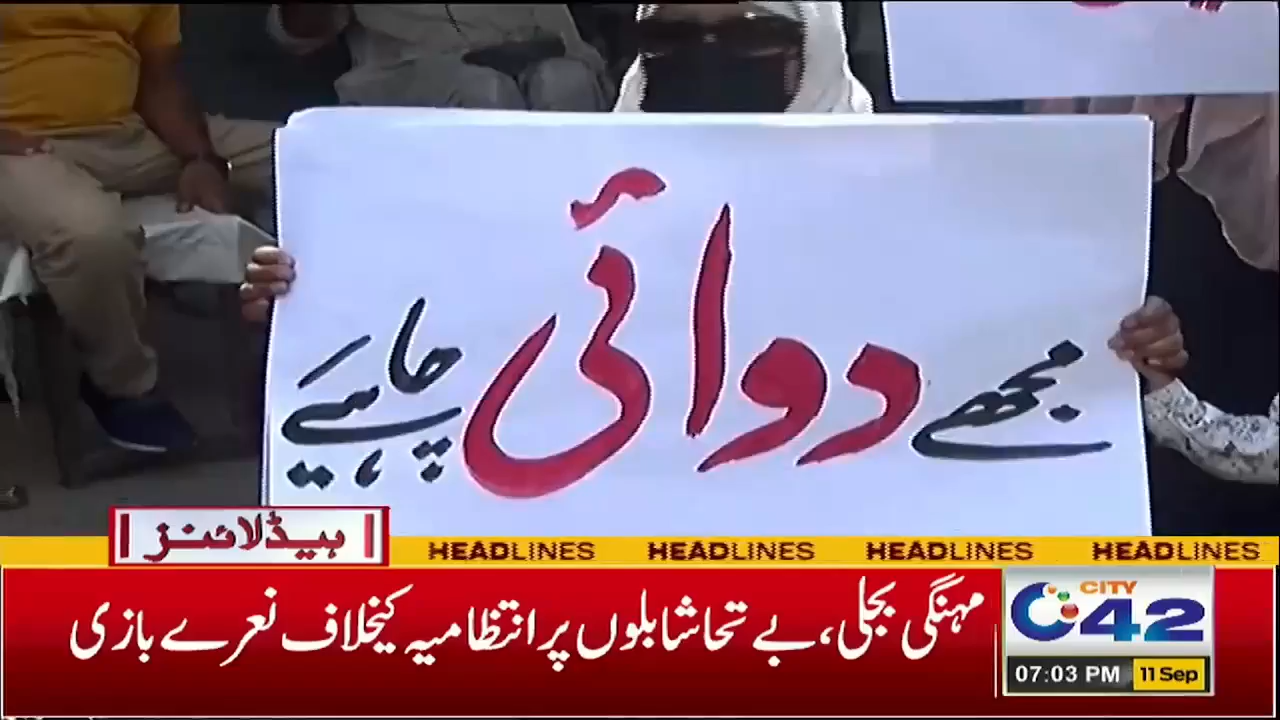 مجھے دوائی چاہیے
ہیڈلائنز
HEADLINES HEADLINES HEADLINES HEADLINES
مہنگی بجلی، بے تحاشا بلوں پر انتظامیہ کیخلاف نعرے بازی
CITY
42
07:03 PM 11 Sep